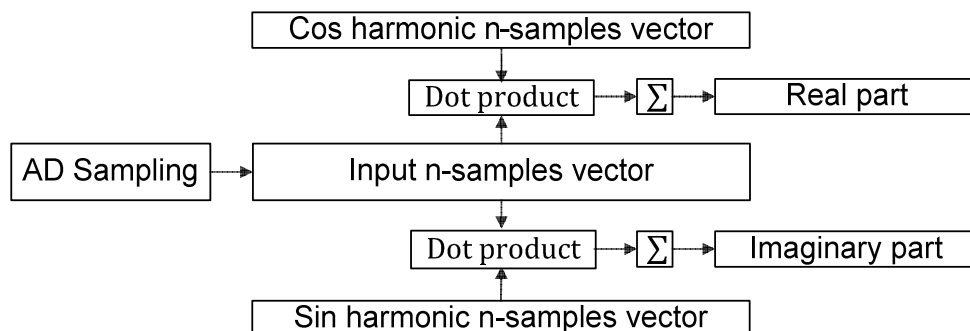 Cos harmonic n-samples vector
Dot product
∑
Real part
AD Sampling
Input n-samples vector
Dot product
∑
Imaginary part
Sin harmonic n-samples vector